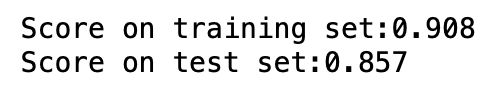 Score on training set:0.908
Score on test set:0.857